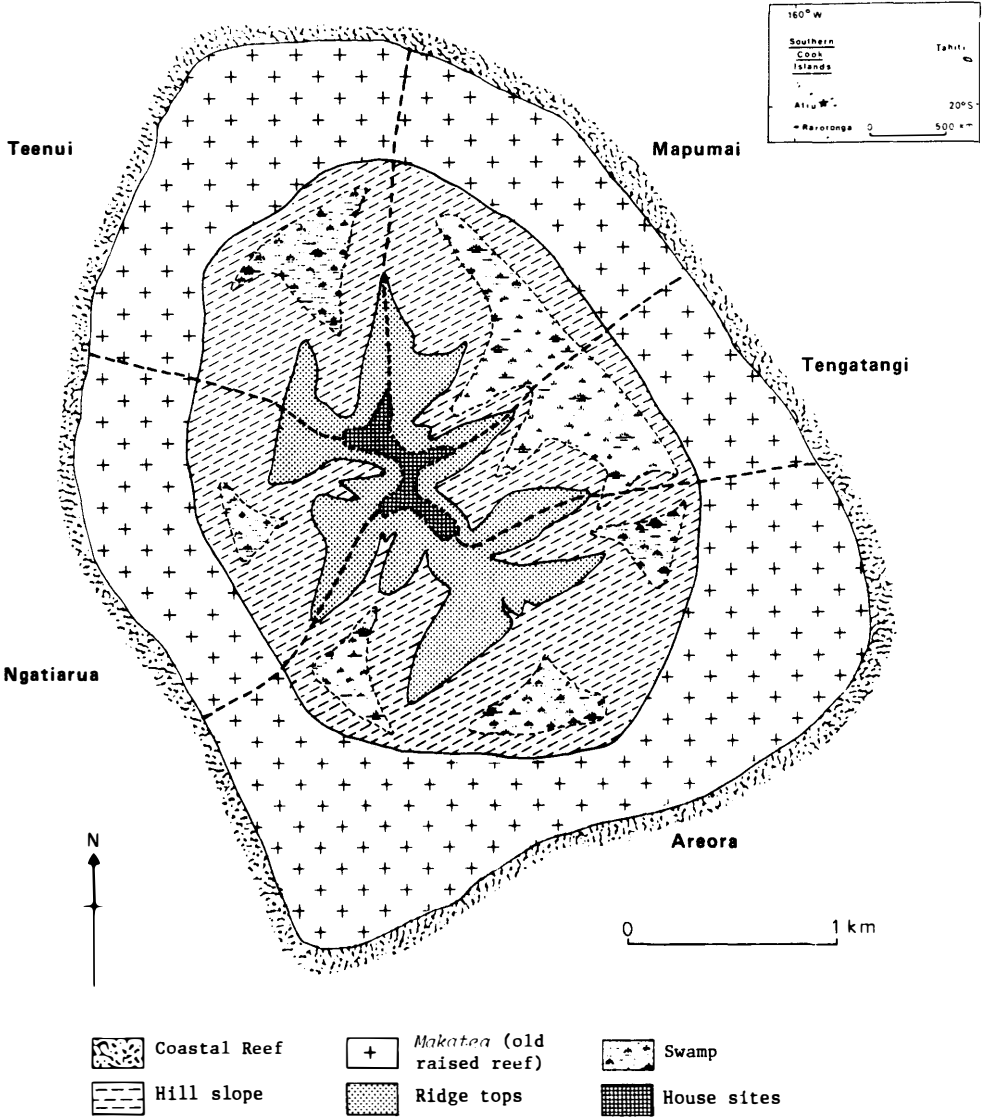 160° W
Southern
Cook
Islands
Tahiti
Atiu
20°S
Rarotonga
0 500 km
Teenui
Mapumai
Tengatangi
Ngatiarua
Areora
N
0 1 km
Coastal Reef
Makatea (old
raised reef)
Swamp
Hill slope
Ridge tops
House sites